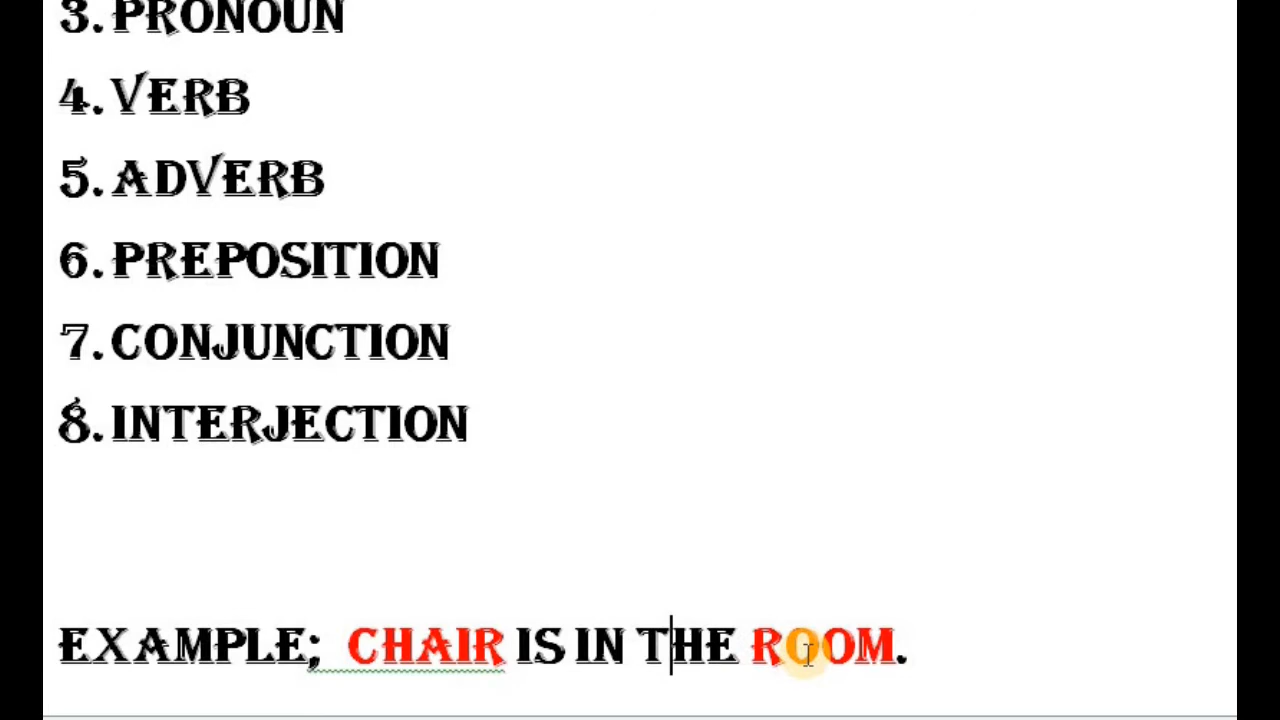 3. PRONOUN
4. VERB
5. ADVERB
6. PREPOSITION
7. CONJUNCTION
8. INTERJECTION
EXAMPLE; CHAIR IS IN THE ROOM.